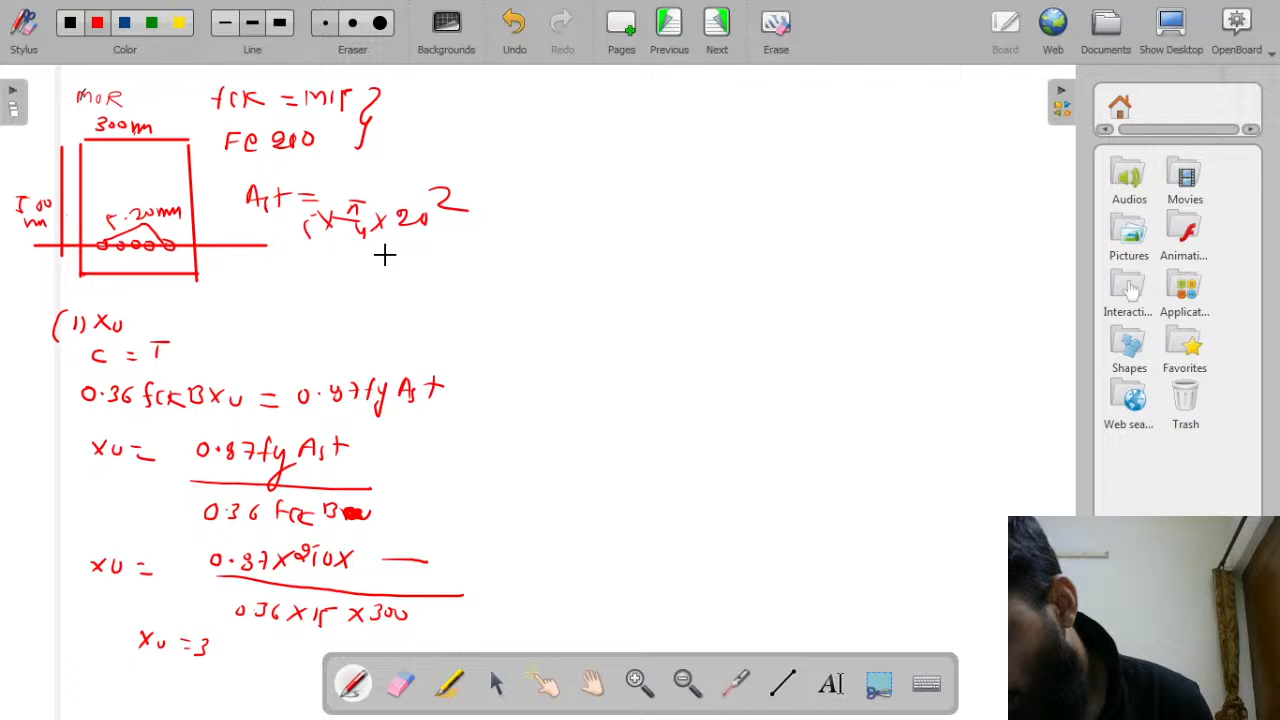 Stylus
Color
Line
Eraser
Backgrounds
Undo
Redo
Pages
Previous
Next
Erase
Board
Web
Documents
Show Desktop
OpenBoard
MOR
300mm
fck = M15
Fe 250
500
mm
5-20mm
Ast =
5 × π/4 × 20²
(1) xu
C = T
0.36 fck B xu = 0.87 fy Ast
xu = 0.87 fy Ast
0.36 fck B
xu = 0.87 × 250 ×
0.36 × 15 × 300
xu = 3
Audios
Movies
Pictures
Animati...
Interacti...
Applicat...
Shapes
Favorites
Web sea...
Trash